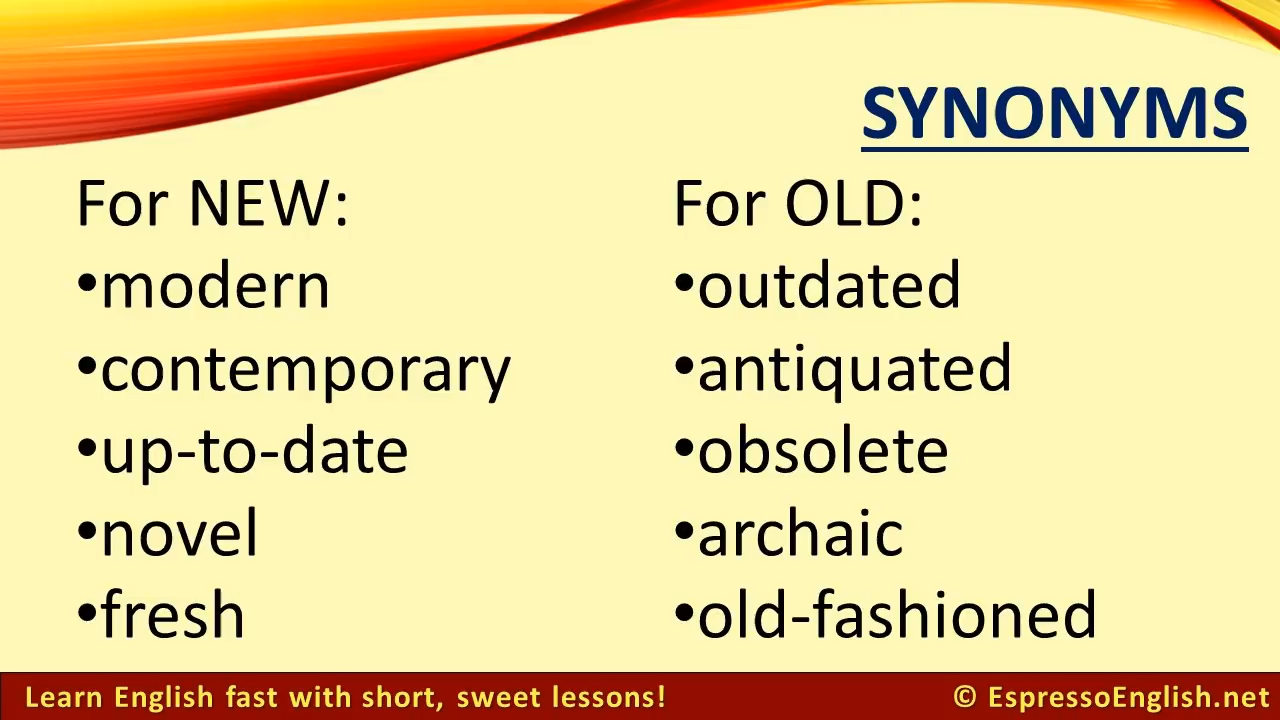 SYNONYMS
For NEW:
•modern
•contemporary
•up-to-date
•novel
•fresh
For OLD:
•outdated
•antiquated
•obsolete
•archaic
•old-fashioned
Learn English fast with short, sweet lessons!
© EspressoEnglish.net